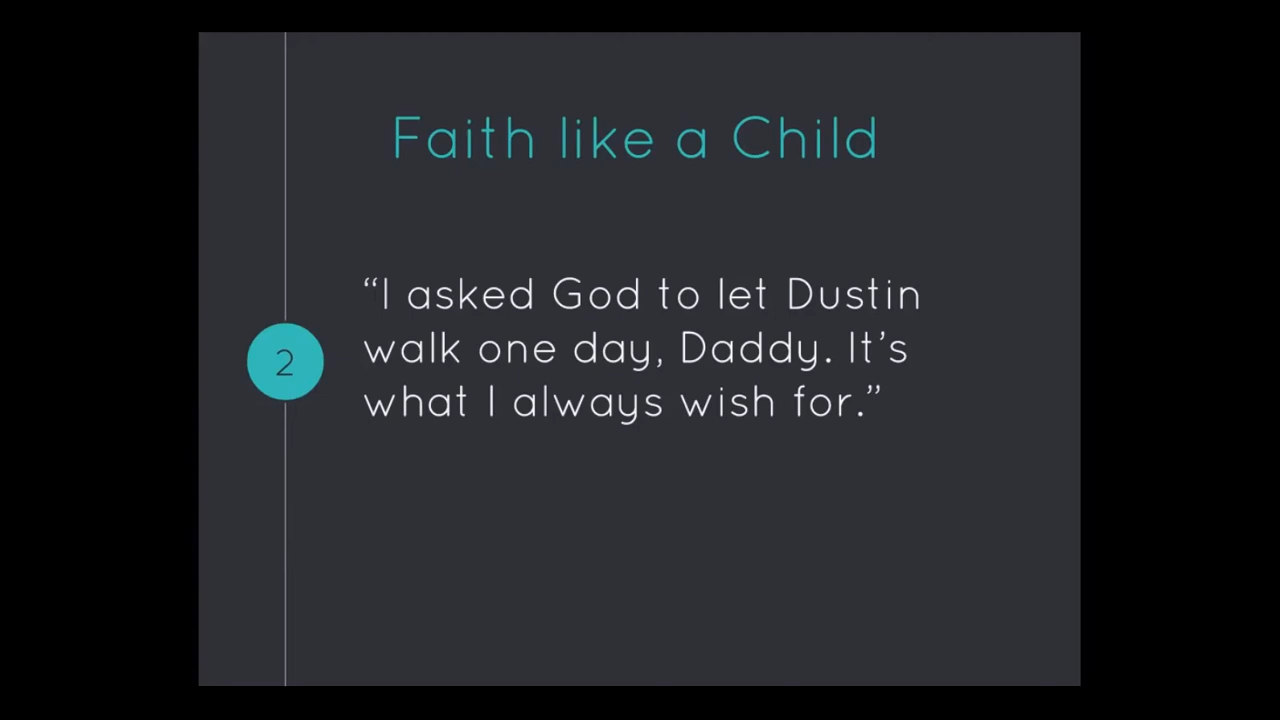 Faith like a Child
“I asked God to let Dustin
walk one day, Daddy. It’s
what I always wish for.”
2